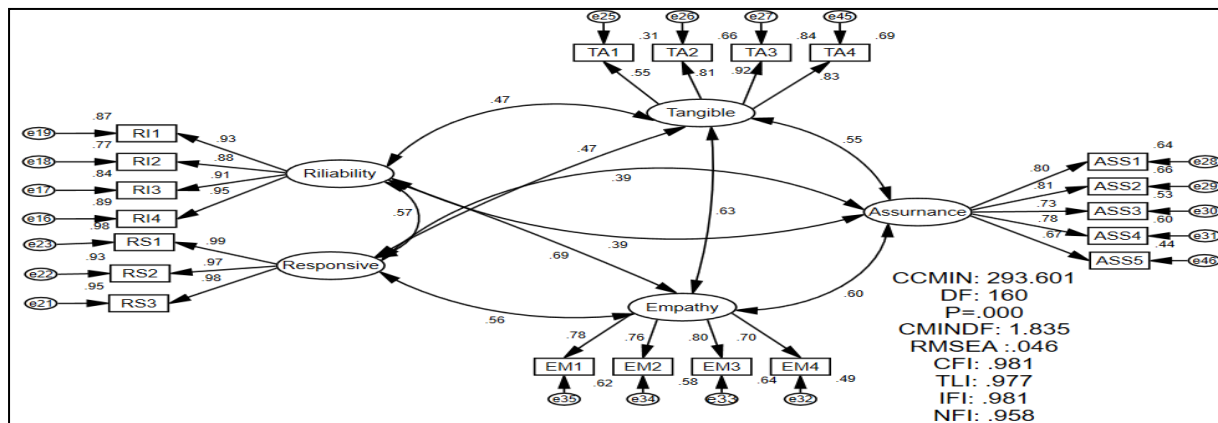 e25 e26 e27 e45
.31 .66 .84 .69
TA1 TA2 TA3 TA4
.55 .81 .92 .83
Tangible
.47
.47
.55
.87
e19 RI1
.93
.77
e18 RI2
.88
.84
e17 RI3
.91
.89
e16 RI4
.95
Riliability
.98
e23 RS1
.99
.93
e22 RS2
.97
.95
e21 RS3
.98
Responsive
.57
.39
.39
.63
.69
.56
.60
Assurnance
.80 ASS1 .64 e28
.81 ASS2 .66 e29
.73 ASS3 .53 e30
.78 ASS4 .60 e31
.67 ASS5 .44 e46
Empathy
.78 .76 .80 .70
EM1 EM2 EM3 EM4
.62 .58 .64 .49
e35 e34 e33 e32
CCMIN: 293.601
DF: 160
P=.000
CMINDF: 1.835
RMSEA :.046
CFI: .981
TLI: .977
IFI: .981
NFI: .958